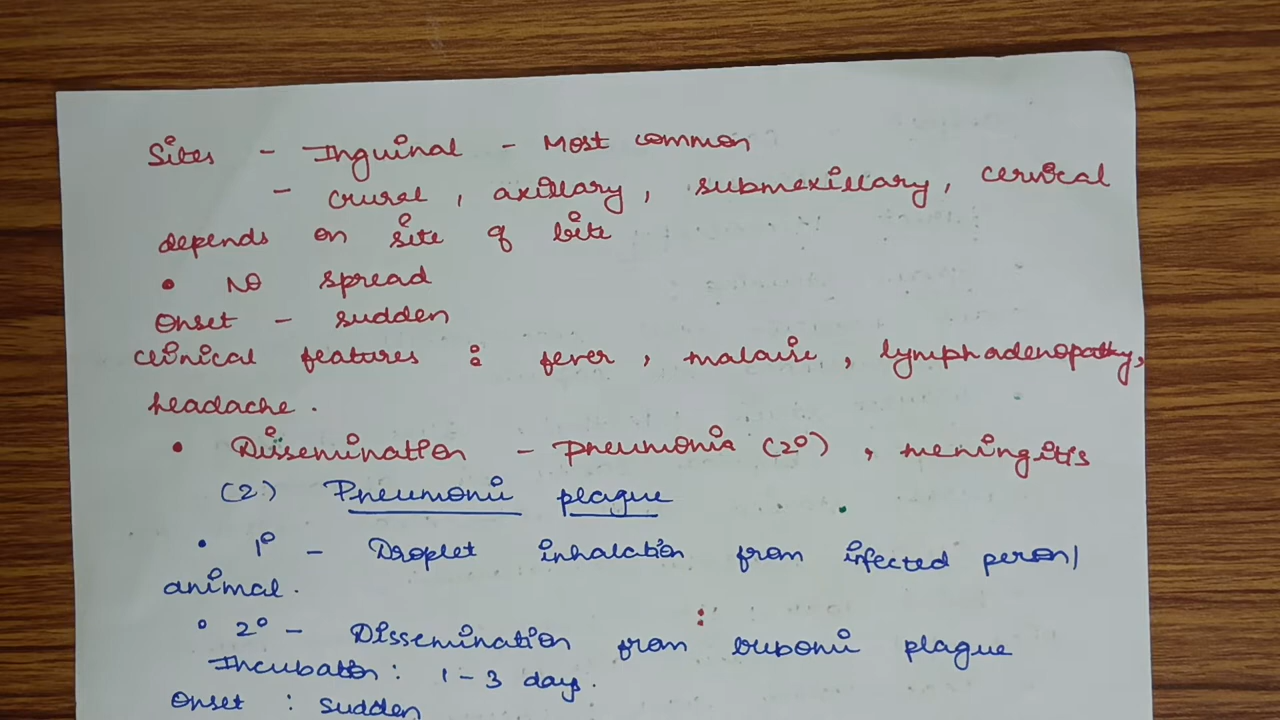 Sites - Inguinal - Most common
- crural, axillary, submexillary, cervical
depends on site of bite
• No spread
Onset - sudden
clinical features : fever, malaise, lymphadenopathy,
headache.
• Dissemination - Pneumonia (2°), meningitis
(2) Pneumonic plague
• 1° - Droplet inhalation from infected person/
animal.
• 2° - Dissemination from bubonic plague
Incubation : 1-3 days.
Onset : sudden